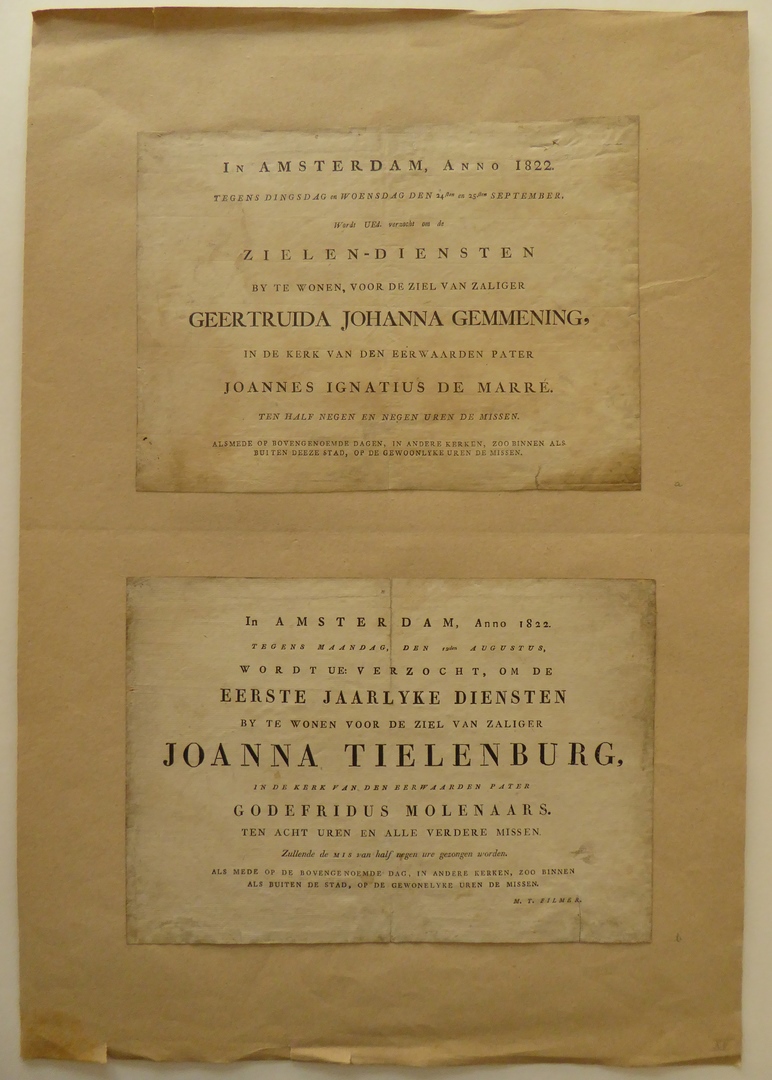 In AMSTERDAM, Anno 1822.
TEGENS DINGSDAG en WOENSDAG DEN 24sten en 25sten SEPTEMBER,
Wordt UEd. verzocht om de
ZIELEN-DIENSTEN
BY TE WONEN, VOOR DE ZIEL VAN ZALIGER
GEERTRUIDA JOHANNA GEMMENING,
IN DE KERK VAN DEN EERWAARDEN PATER
JOANNES IGNATIUS DE MARRÉ.
TEN HALF NEGEN EN NEGEN UREN DE MISSEN.
ALSMEDE OP BOVENGENOEMDE DAGEN, IN ANDERE KERKEN, ZOO BINNEN ALS
BUITEN DEEZE STAD, OP DE GEWOONLYKE UREN DE MISSEN.
In AMSTERDAM, Anno 1822.
TEGENS MAANDAG, DEN AUGUSTUS,
WORDT UE: VERZOCHT, OM DE
EERSTE JAARLYKE DIENSTEN
BY TE WONEN VOOR DE ZIEL VAN ZALIGER
JOANNA TIELENBURG,
IN DE KERK VAN DEN EERWAARDEN PATER
GODEFRIDUS MOLENAARS.
TEN ACHT UREN EN ALLE VERDERE MISSEN.
Zullende de MIS van half negen ure gezongen worden.
ALS MEDE OP DE BOVENGENOEMDE DAG, IN ANDERE KERKEN, ZOO BINNEN
ALS BUITEN DE STAD, OP DE GEWONELYKE UREN DE MISSEN.
M. T. FILMER.